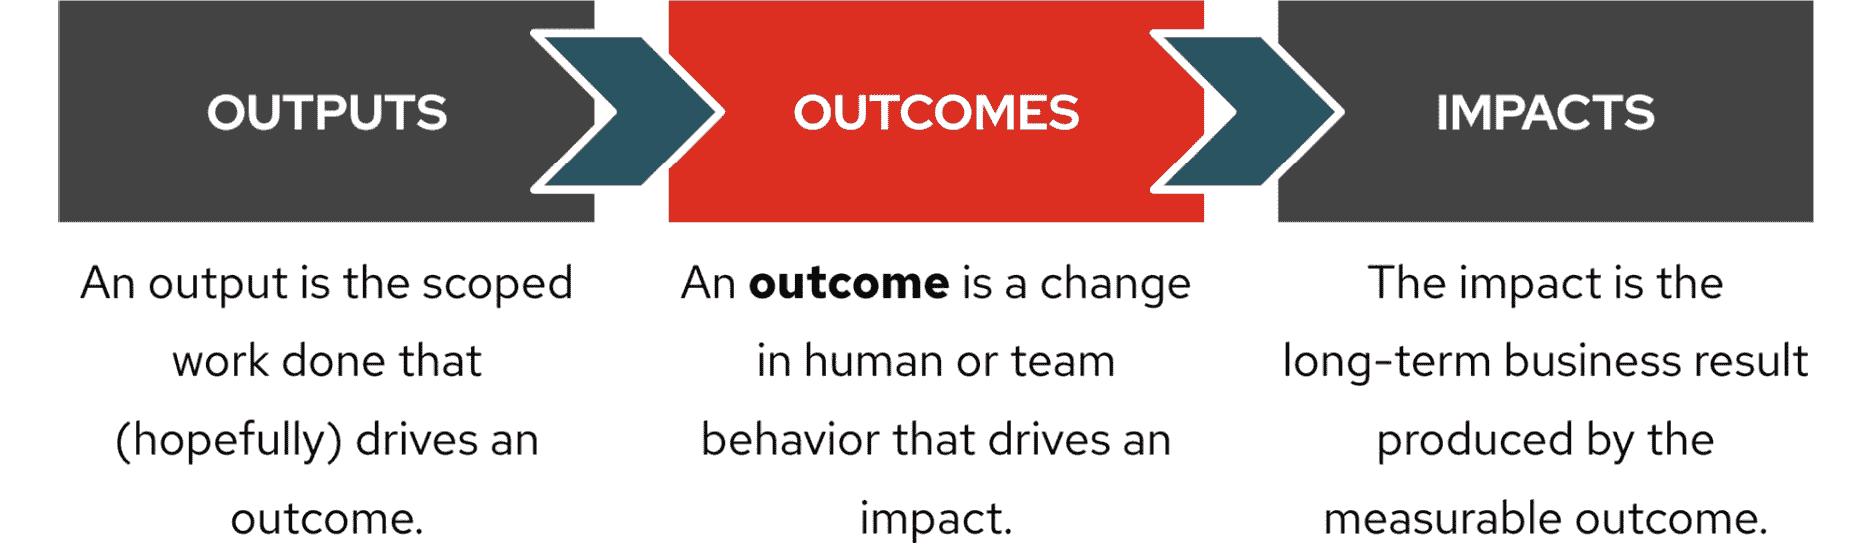 OUTPUTS
OUTCOMES
IMPACTS
An output is the scoped
work done that
(hopefully) drives an
outcome.
An outcome is a change
in human or team
behavior that drives an
impact.
The impact is the
long-term business result
produced by the
measurable outcome.